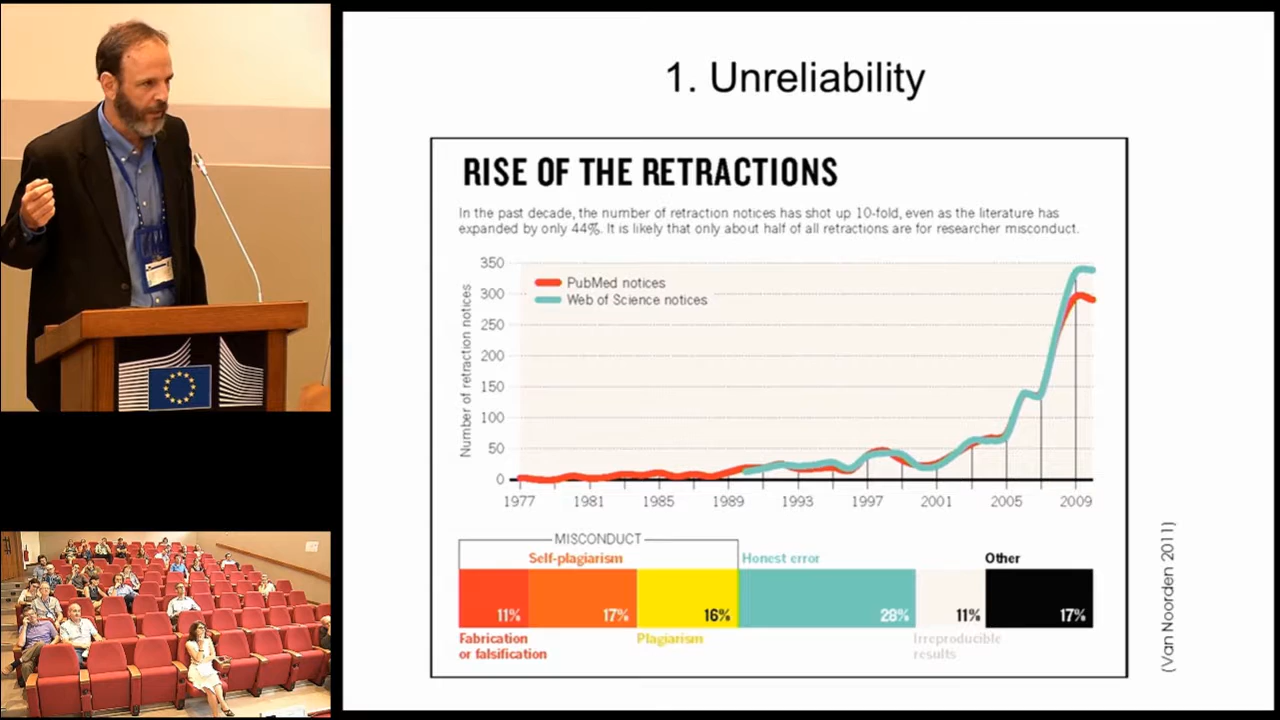 1. Unreliability
RISE OF THE RETRACTIONS
In the past decade, the number of retraction notices has shot up 10-fold, even as the literature has
expanded by only 44%. It is likely that only about half of all retractions are for researcher misconduct.
Number of retraction notices
350
300
250
200
150
100
50
0
PubMed notices
Web of Science notices
1977 1981 1985 1989 1993 1997 2001 2005 2009
MISCONDUCT
Self-plagiarism Honest error Other
11% 17% 16% 28% 11% 17%
Fabrication Plagiarism Irreproducible
or falsification results
(Van Noorden 2011)